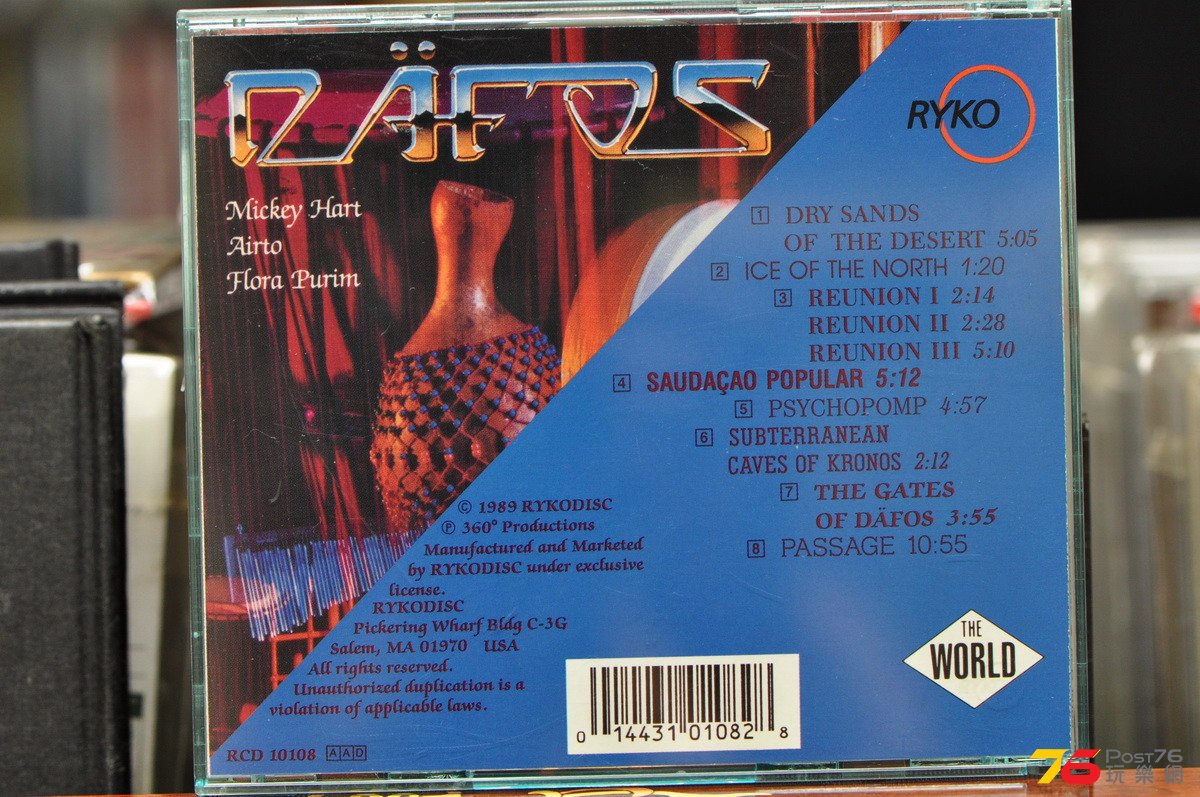 DÄFOS
Mickey Hart
Airto
Flora Purim
RYKO
1 DRY SANDS
OF THE DESERT 5:05
2 ICE OF THE NORTH 1:20
3 REUNION I 2:14
REUNION II 2:28
REUNION III 5:10
4 SAUDAÇAO POPULAR 5:12
5 PSYCHOPOMP 4:57
6 SUBTERRANEAN
CAVES OF KRONOS 2:12
7 THE GATES
OF DÄFOS 3:55
8 PASSAGE 10:55
© 1989 RYKODISC
℗ 360° Productions
Manufactured and Marketed
by RYKODISC under exclusive
license.
RYKODISC
Pickering Wharf Bldg C-3G
Salem, MA 01970 USA
All rights reserved.
Unauthorized duplication is a
violation of applicable laws.
RCD 10108 AAD
0 14431 01082 8
THE
WORLD
76 Post76
玩樂網